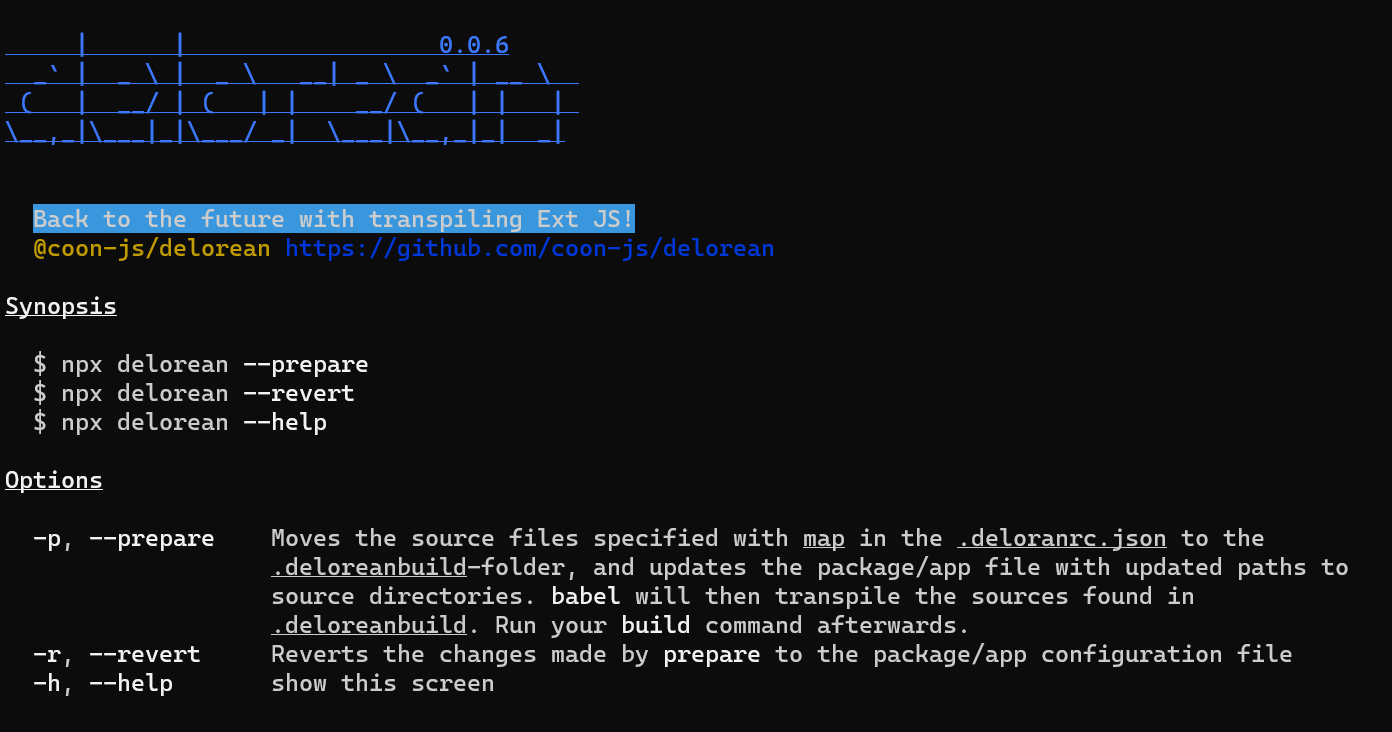 |       |                  0.0.6
  _` |  _ \ |  _ \   __| _ \  _` | __ \
 (   |  __/ | (   | |    __/ (   | |   |
\__,_|\___|_|\___/ _|  \___|\__,_|_|  _|
Back to the future with transpiling Ext JS!
@coon-js/delorean https://github.com/coon-js/delorean
Synopsis
$ npx delorean --prepare
$ npx delorean --revert
$ npx delorean --help
Options
-p, --prepare    Moves the source files specified with map in the .deloranrc.json to the
.deloreanbuild-folder, and updates the package/app file with updated paths to
source directories. babel will then transpile the sources found in
.deloreanbuild. Run your build command afterwards.
-r, --revert     Reverts the changes made by prepare to the package/app configuration file
-h, --help       show this screen